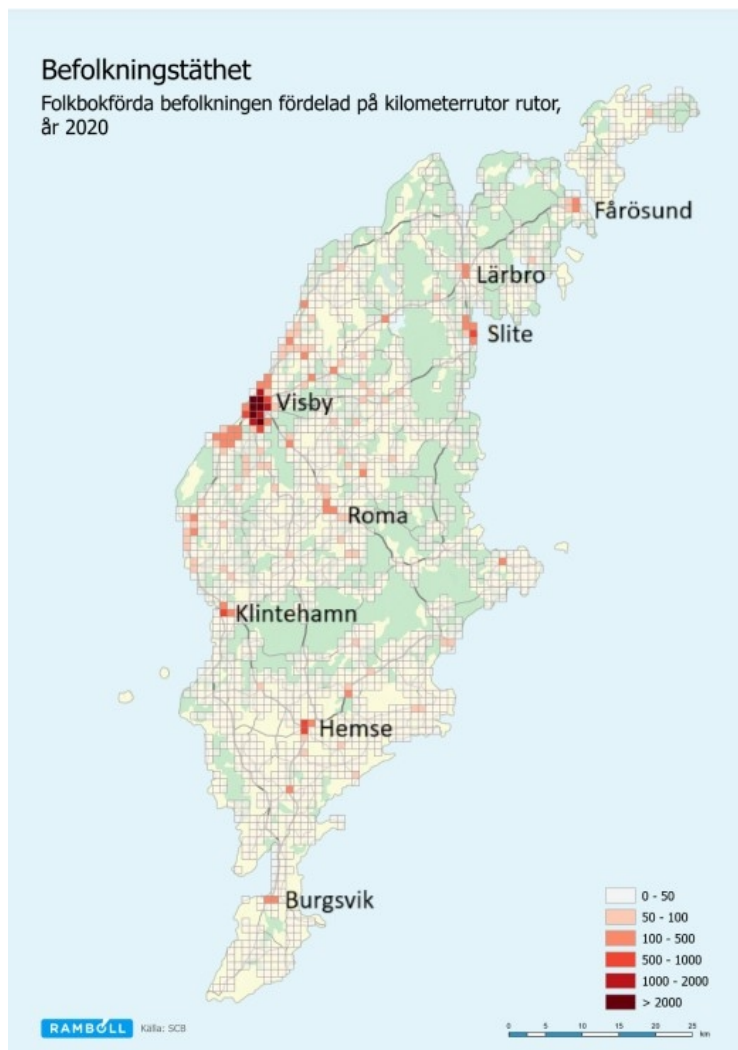 Befolkningstäthet
Folkbokförda befolkningen fördelad på kilometerrutor rutor,
år 2020
Fårösund
Lärbro
Slite
Visby
Roma
Klintehamn
Hemse
Burgsvik
0 - 50
50 - 100
100 - 500
500 - 1000
1000 - 2000
> 2000
RAMBOLL Källa: SCB
0 5 10 15 20 25
km